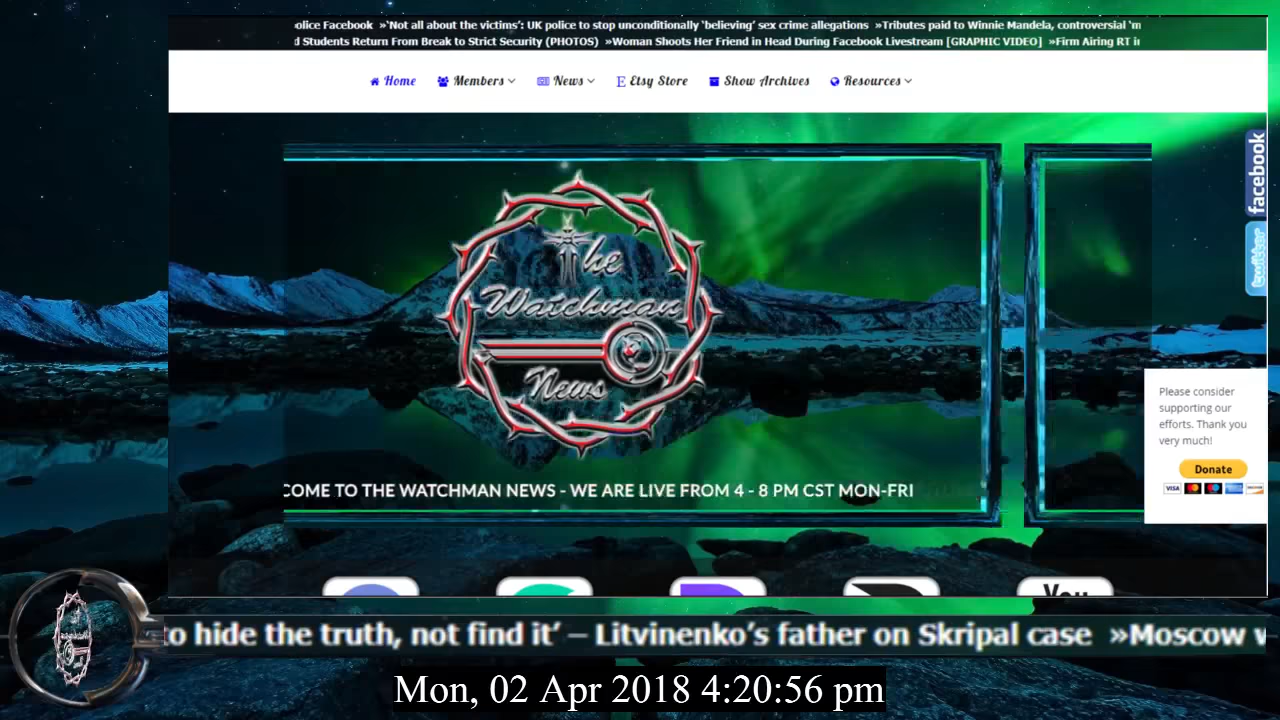 olice Facebook »‘Not all about the victims’: UK police to stop unconditionally ‘believing’ sex crime allegations »Tributes paid to Winnie Mandela, controversial ‘m
d Students Return From Break to Strict Security (PHOTOS) »Woman Shoots Her Friend in Head During Facebook Livestream [GRAPHIC VIDEO] »Firm Airing RT i
Home Members News Etsy Store Show Archives Resources
facebook
twitter
The
Watchman
News
Please consider
supporting our
efforts. Thank you
very much!
Donate
VISA
COME TO THE WATCHMAN NEWS - WE ARE LIVE FROM 4 - 8 PM CST MON-FRI
You
to hide the truth, not find it’ – Litvinenko’s father on Skripal case »Moscow w
Mon, 02 Apr 2018 4:20:56 pm